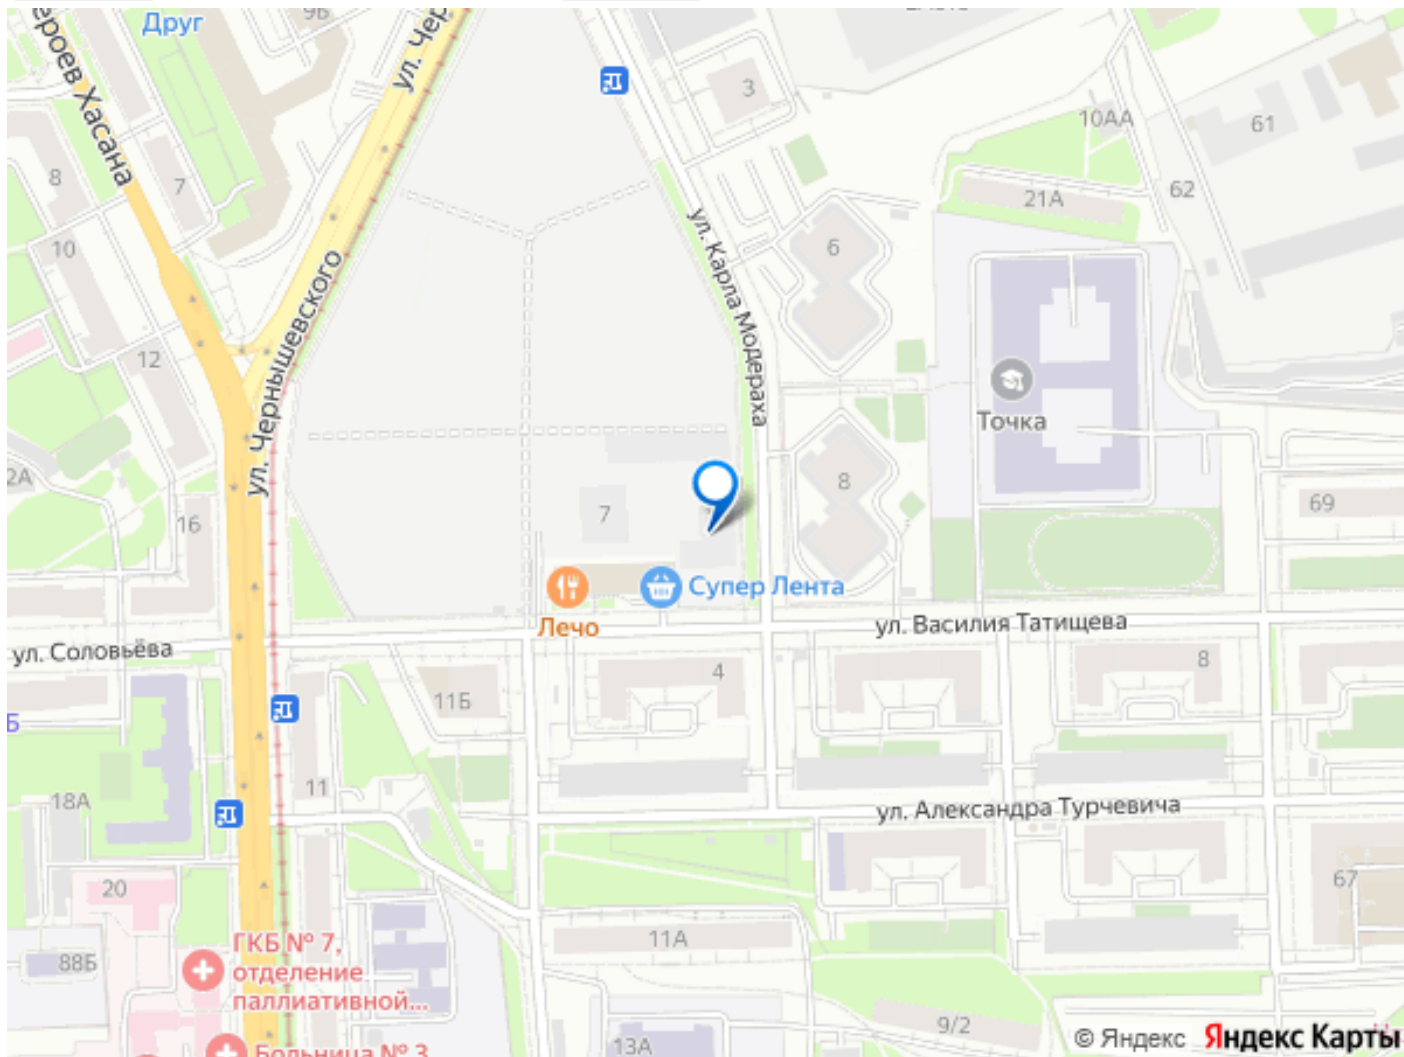 Друг
9Б
ул. Чер
ероев Хасана
ул. Чер
3
10АА
61
8
7
21А
62
10
ул. Карла Модераха
6
ул. Чернышевского
12
Точка
2А
16
7
8
69
Супер Лента
Лечо
ул. Василия Татищева
ул. Соловьёва
4
8
11Б
Б
11
18А
ул. Александра Турчевича
20
67
ГКБ № 7,
отделение
паллиативной...
11А
88Б
9/2
13А
Больница № 3
© Яндекс Яндекс Карты